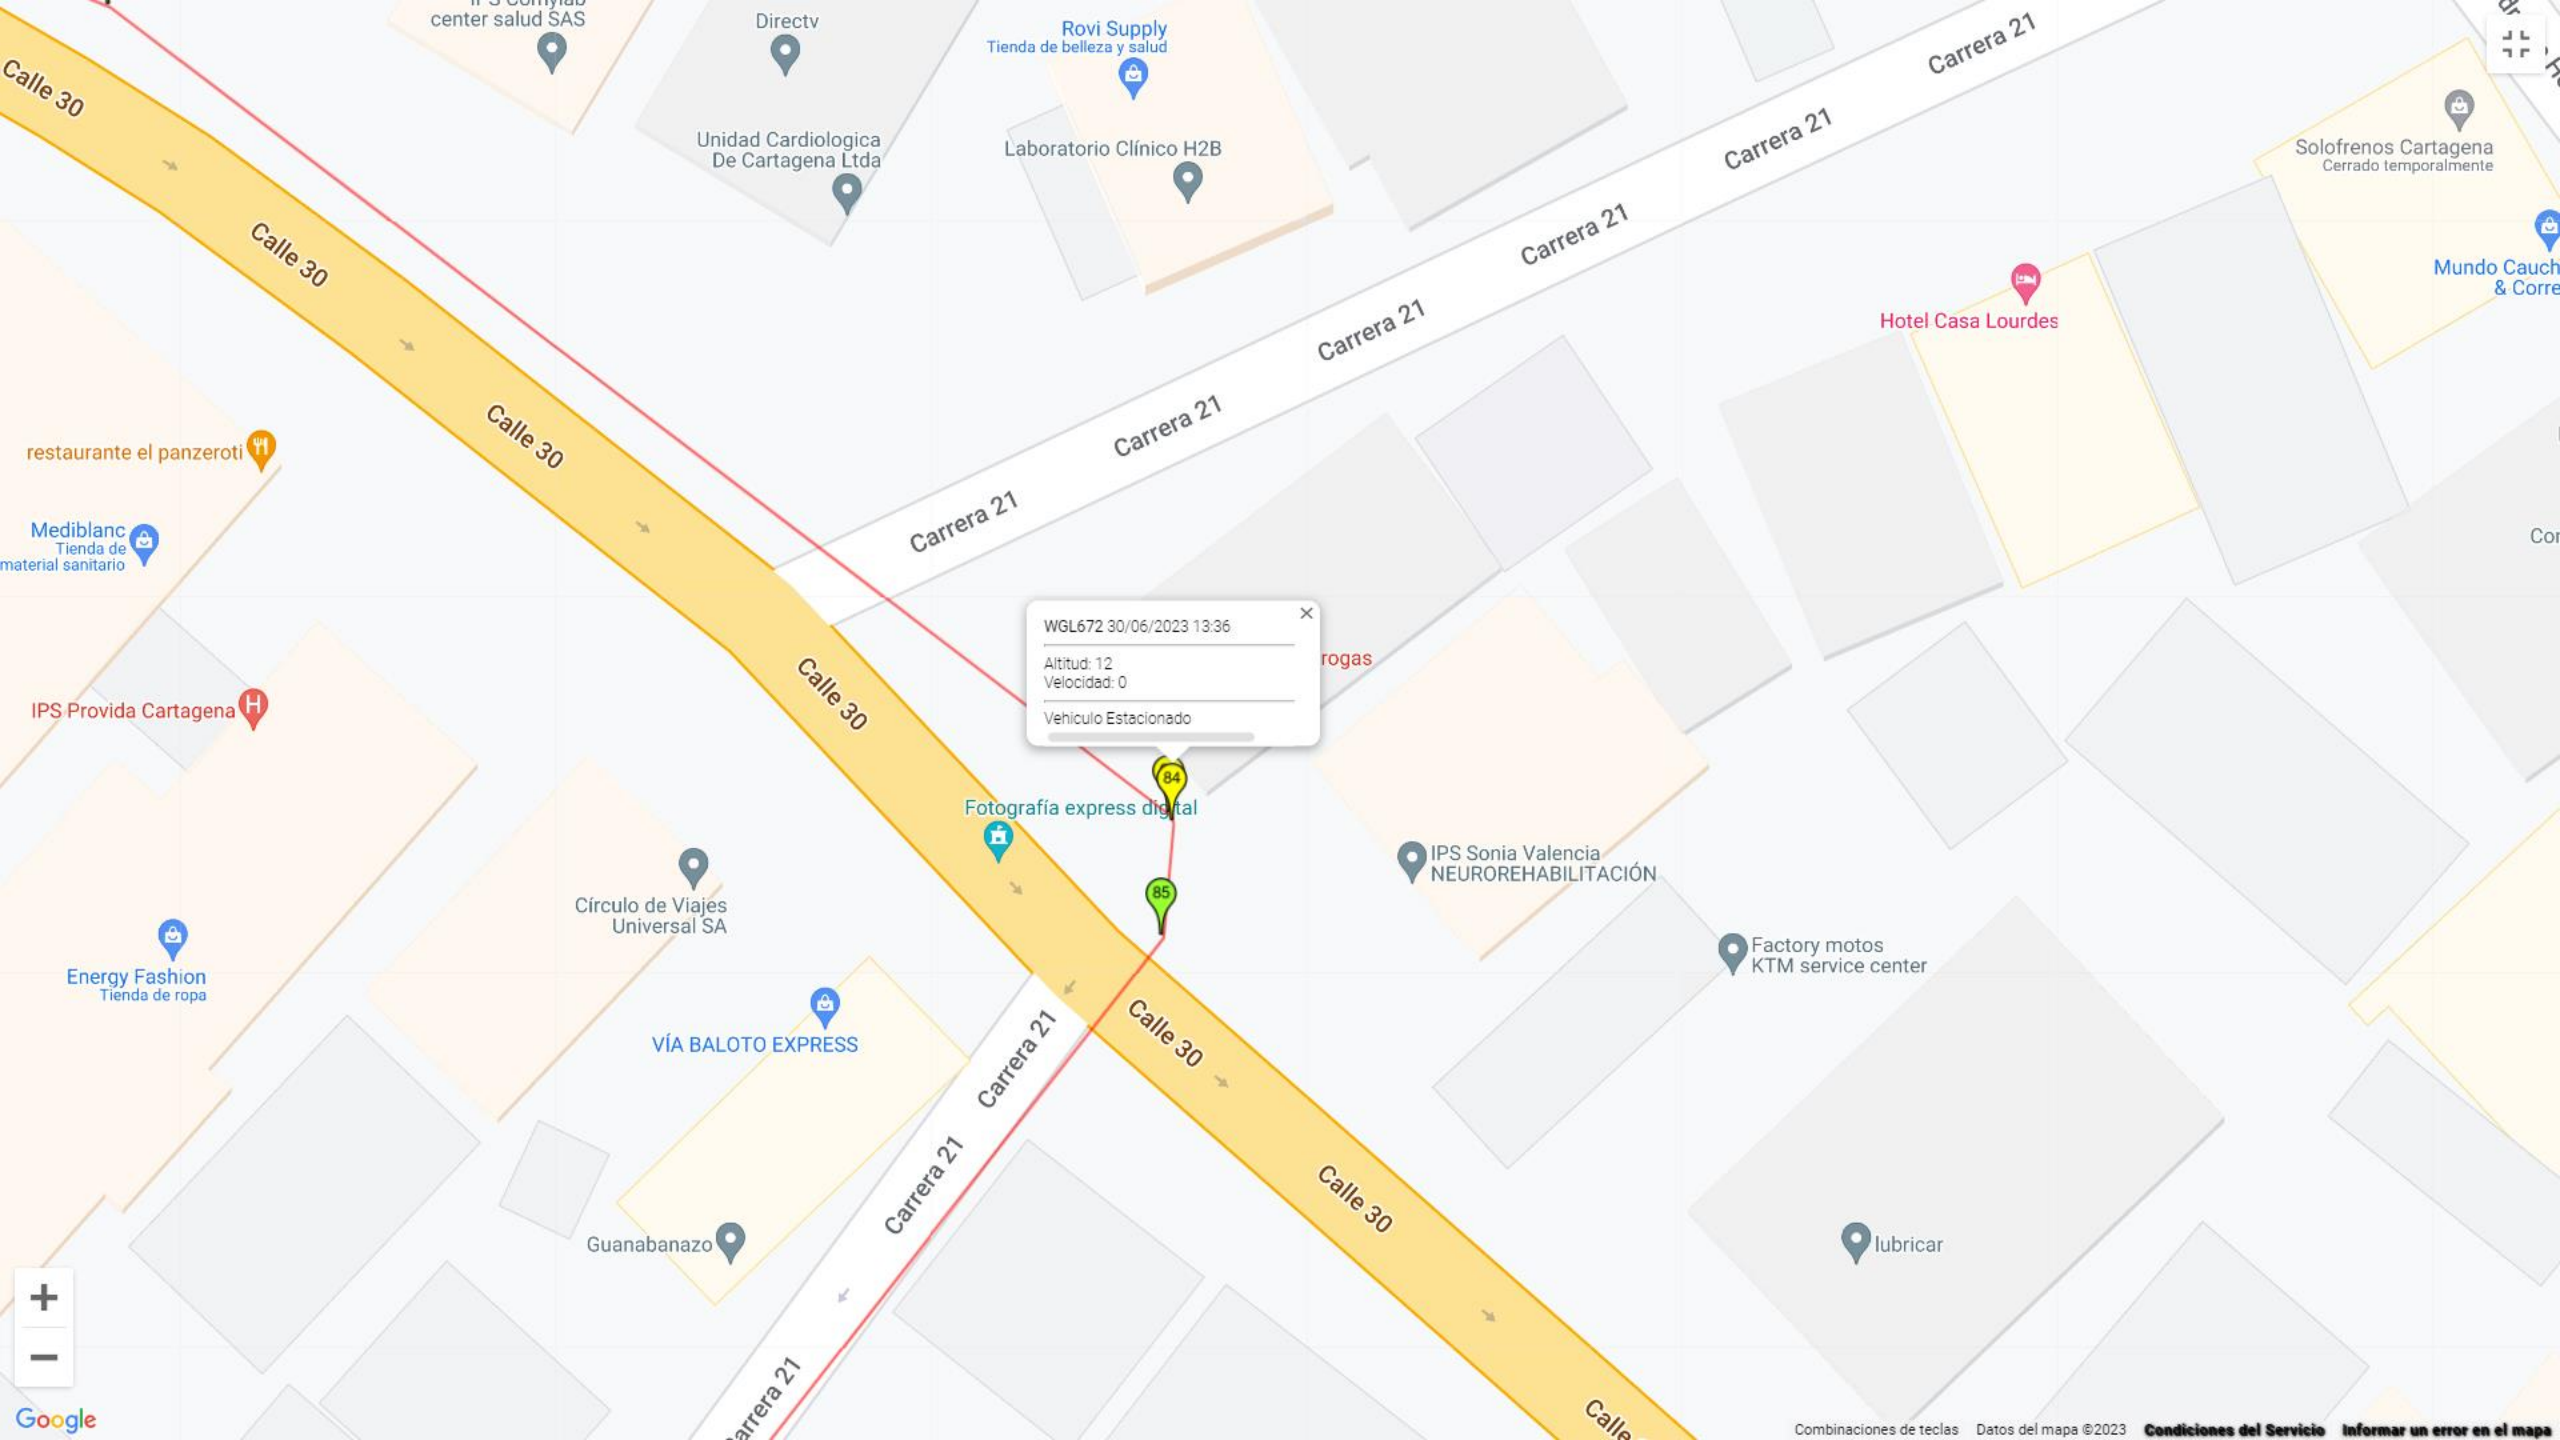 center salud SAS
Directv
Rovi Supply
Tienda de belleza y salud
Carrera 21
Calle 30
Unidad Cardiologica
De Cartagena Ltda
Laboratorio Clínico H2B
Carrera 21
Solofrenos Cartagena
Cerrado temporalmente
Calle 30
Carrera 21
Mundo Cauch
& Corre
Hotel Casa Lourdes
Carrera 21
restaurante el panzeroti
Calle 30
Carrera 21
Mediblanc
Tienda de
material sanitario
Carrera 21
Cor
WGL672 30/06/2023 13:36
Altitud: 12
Velocidad: 0
Vehiculo Estacionado
rogas
Calle 30
IPS Provida Cartagena
84
Fotografía express digital
85
IPS Sonia Valencia
NEUROREHABILITACIÓN
Círculo de Viajes
Universal SA
Factory motos
KTM service center
Energy Fashion
Tienda de ropa
VÍA BALOTO EXPRESS
Carrera 21
Calle 30
Carrera 21
Calle 30
Guanabanazo
lubricar
arrera 21
Calle
Google
Combinaciones de teclas
Datos del mapa ©2023
Condiciones del Servicio
Informar un error en el mapa